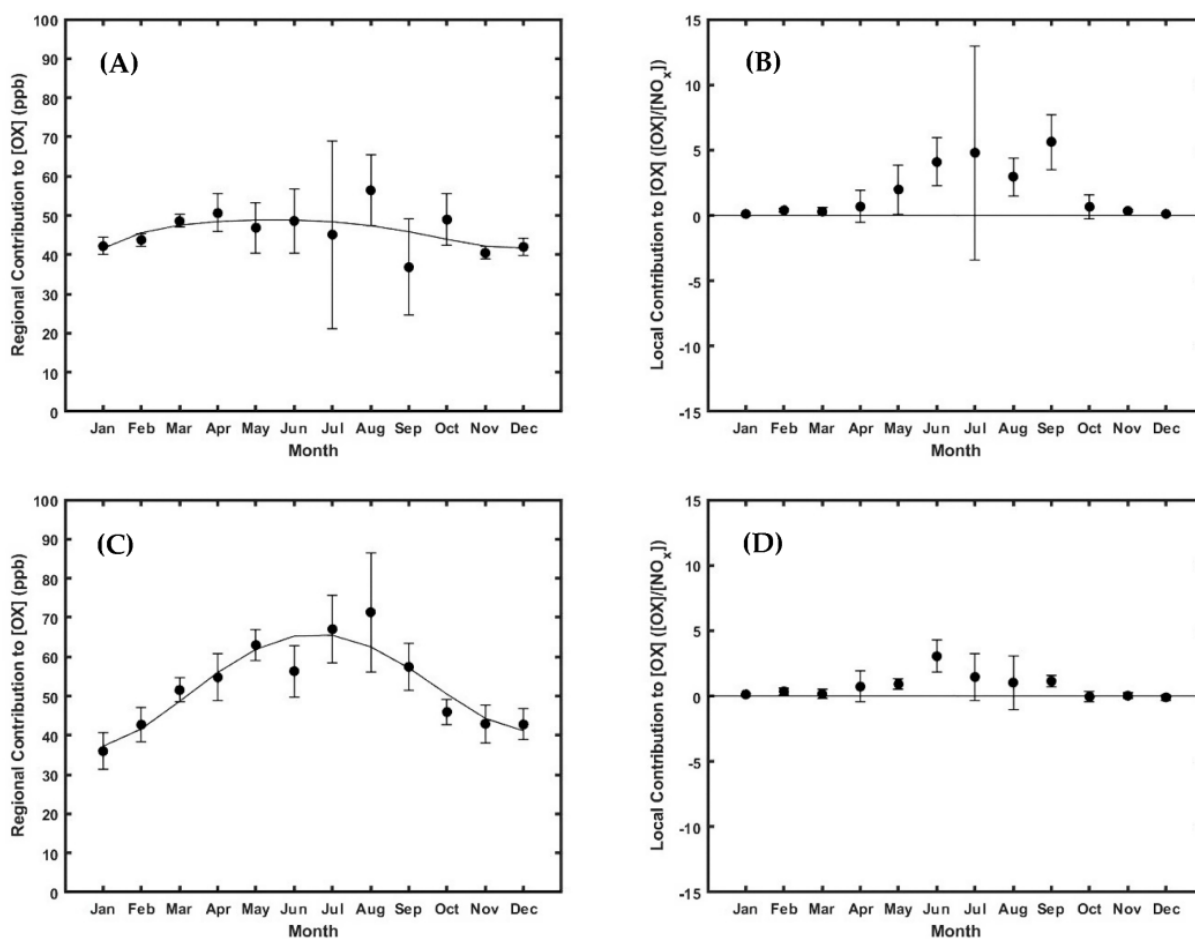 (A)
Regional Contribution to [OX] (ppb)
100
90
80
70
60
50
40
30
20
10
0
Jan Feb Mar Apr May Jun Jul Aug Sep Oct Nov Dec
Month
(B)
Local Contribution to [OX] ([OX]/[NOx])
15
10
5
0
-5
-10
-15
Jan Feb Mar Apr May Jun Jul Aug Sep Oct Nov Dec
Month
(C)
Regional Contribution to [OX] (ppb)
100
90
80
70
60
50
40
30
20
10
0
Jan Feb Mar Apr May Jun Jul Aug Sep Oct Nov Dec
Month
(D)
Local Contribution to [OX] ([OX]/[NOx])
15
10
5
0
-5
-10
-15
Jan Feb Mar Apr May Jun Jul Aug Sep Oct Nov Dec
Month